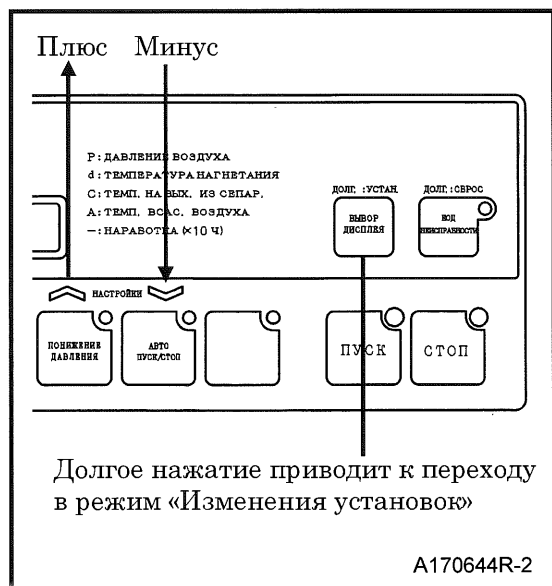 Плюс Минус
P: ДАВЛЕНИЕ ВОЗДУХА
d: ТЕМПЕРАТУРА НАГНЕТАНИЯ
C: ТЕМП. НА ВЫХ. ИЗ СЕПАР.
A: ТЕМП. ВСАС. ВОЗДУХА
–: НАРАБОТКА (×10 Ч)
ДОЛГ. :УСТАН. ДОЛГ. :СБРОС
ВЫБОР
ДИСПЛЕЯ
КОД
НЕИСПРАВНОСТИ
НАСТРОЙКИ
ПОНИЖЕНИЕ
ДАВЛЕНИЯ
АВТО
ПУСК/СТОП
ПУСК
СТОП
Долгое нажатие приводит к переходу
в режим «Изменения установок»
A170644R-2